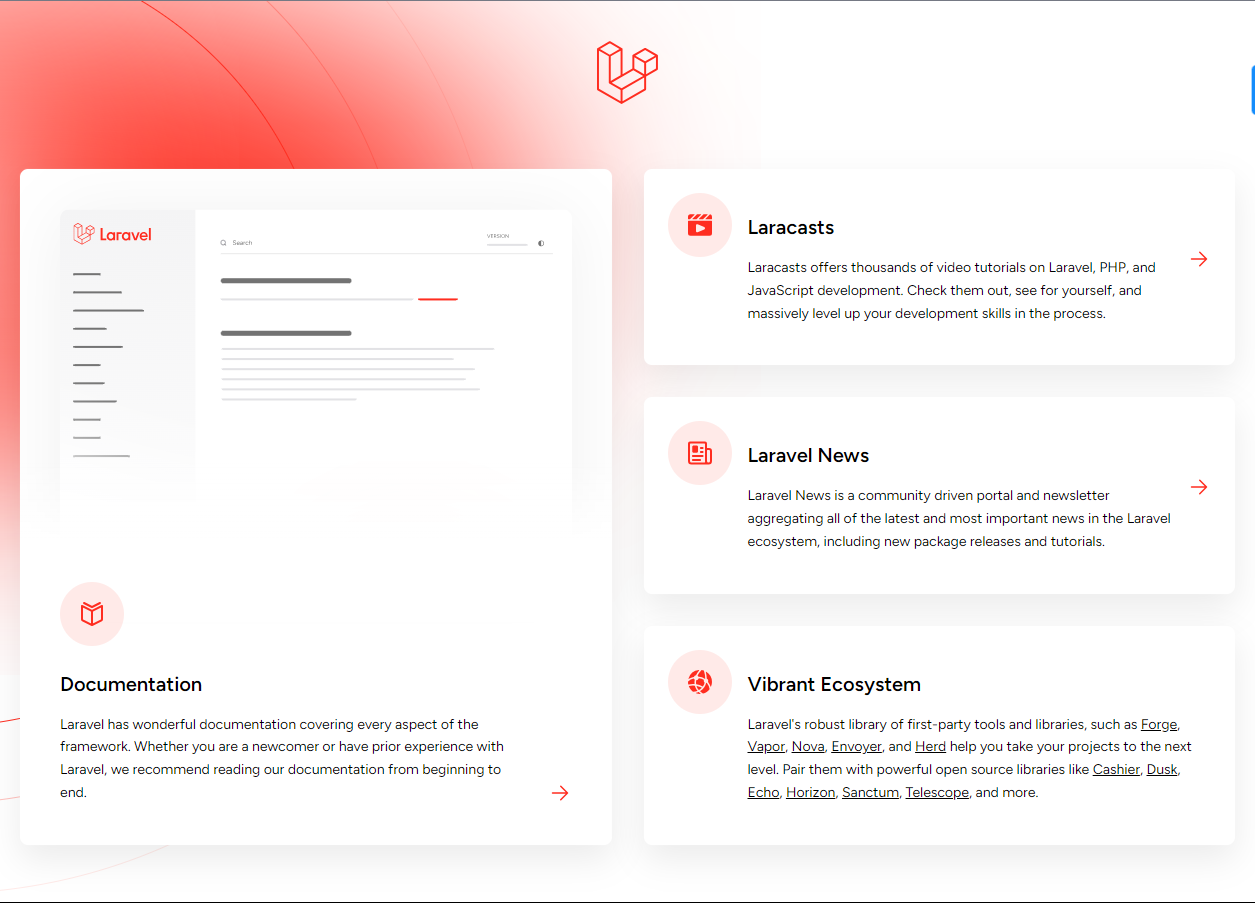 Laravel
Search
VERSION
Documentation
Laravel has wonderful documentation covering every aspect of the
framework. Whether you are a newcomer or have prior experience with
Laravel, we recommend reading our documentation from beginning to
end.
Laracasts
Laracasts offers thousands of video tutorials on Laravel, PHP, and
JavaScript development. Check them out, see for yourself, and
massively level up your development skills in the process.
Laravel News
Laravel News is a community driven portal and newsletter
aggregating all of the latest and most important news in the Laravel
ecosystem, including new package releases and tutorials.
Vibrant Ecosystem
Laravel's robust library of first-party tools and libraries, such as Forge,
Vapor, Nova, Envoyer, and Herd help you take your projects to the next
level. Pair them with powerful open source libraries like Cashier, Dusk,
Echo, Horizon, Sanctum, Telescope, and more.